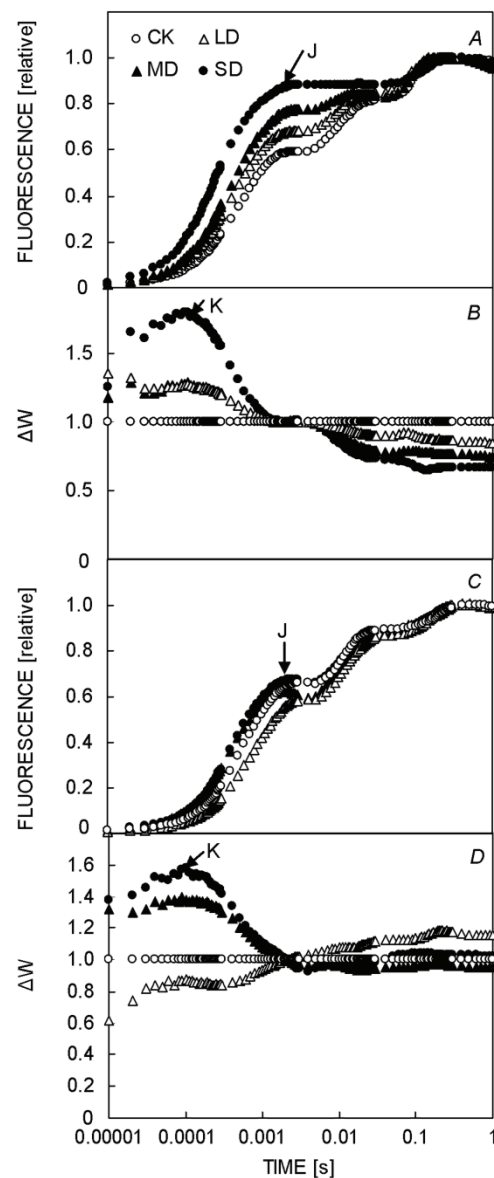 A
○ CK △ LD
▲ MD ● SD
J
FLUORESCENCE [relative]
1.0
0.8
0.6
0.4
0.2
0
B
K
ΔW
1.5
1.0
0.5
0
C
J
FLUORESCENCE [relative]
1.0
0.8
0.6
0.4
0.2
0
D
K
ΔW
1.6
1.4
1.2
1.0
0.8
0.6
0.4
0.2
0
0.00001 0.0001 0.001 0.01 0.1 1
TIME [s]